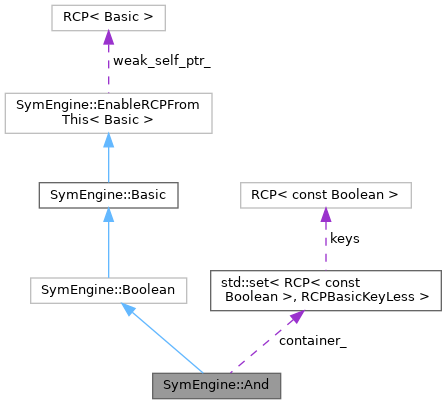 RCP< Basic >
weak_self_ptr_
SymEngine::EnableRCPFrom
This< Basic >
SymEngine::Basic
RCP< const Boolean >
keys
SymEngine::Boolean
std::set< RCP< const
Boolean >, RCPBasicKeyLess >
container_
SymEngine::And